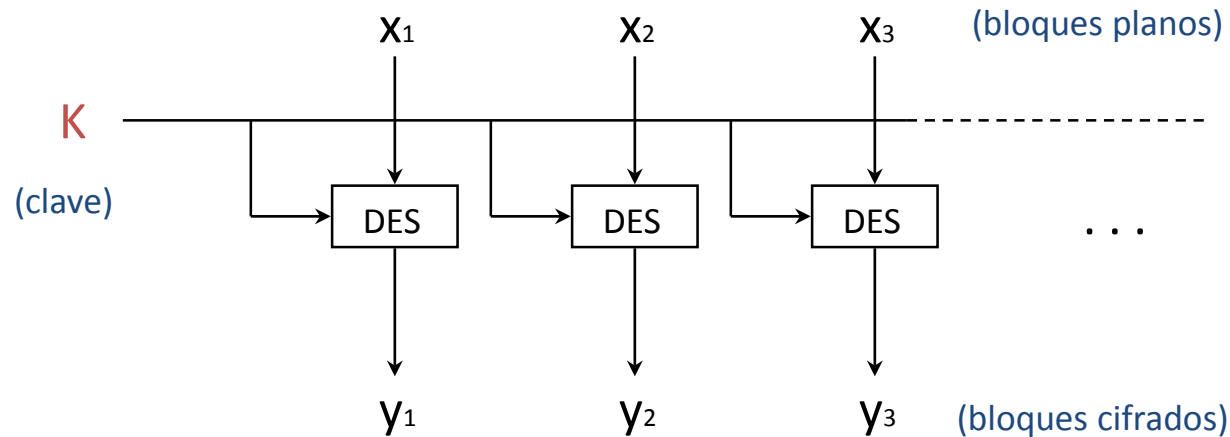 x1 x2 x3 (bloques planos)
K
(clave)
DES DES DES . . .
y1 y2 y3 (bloques cifrados)